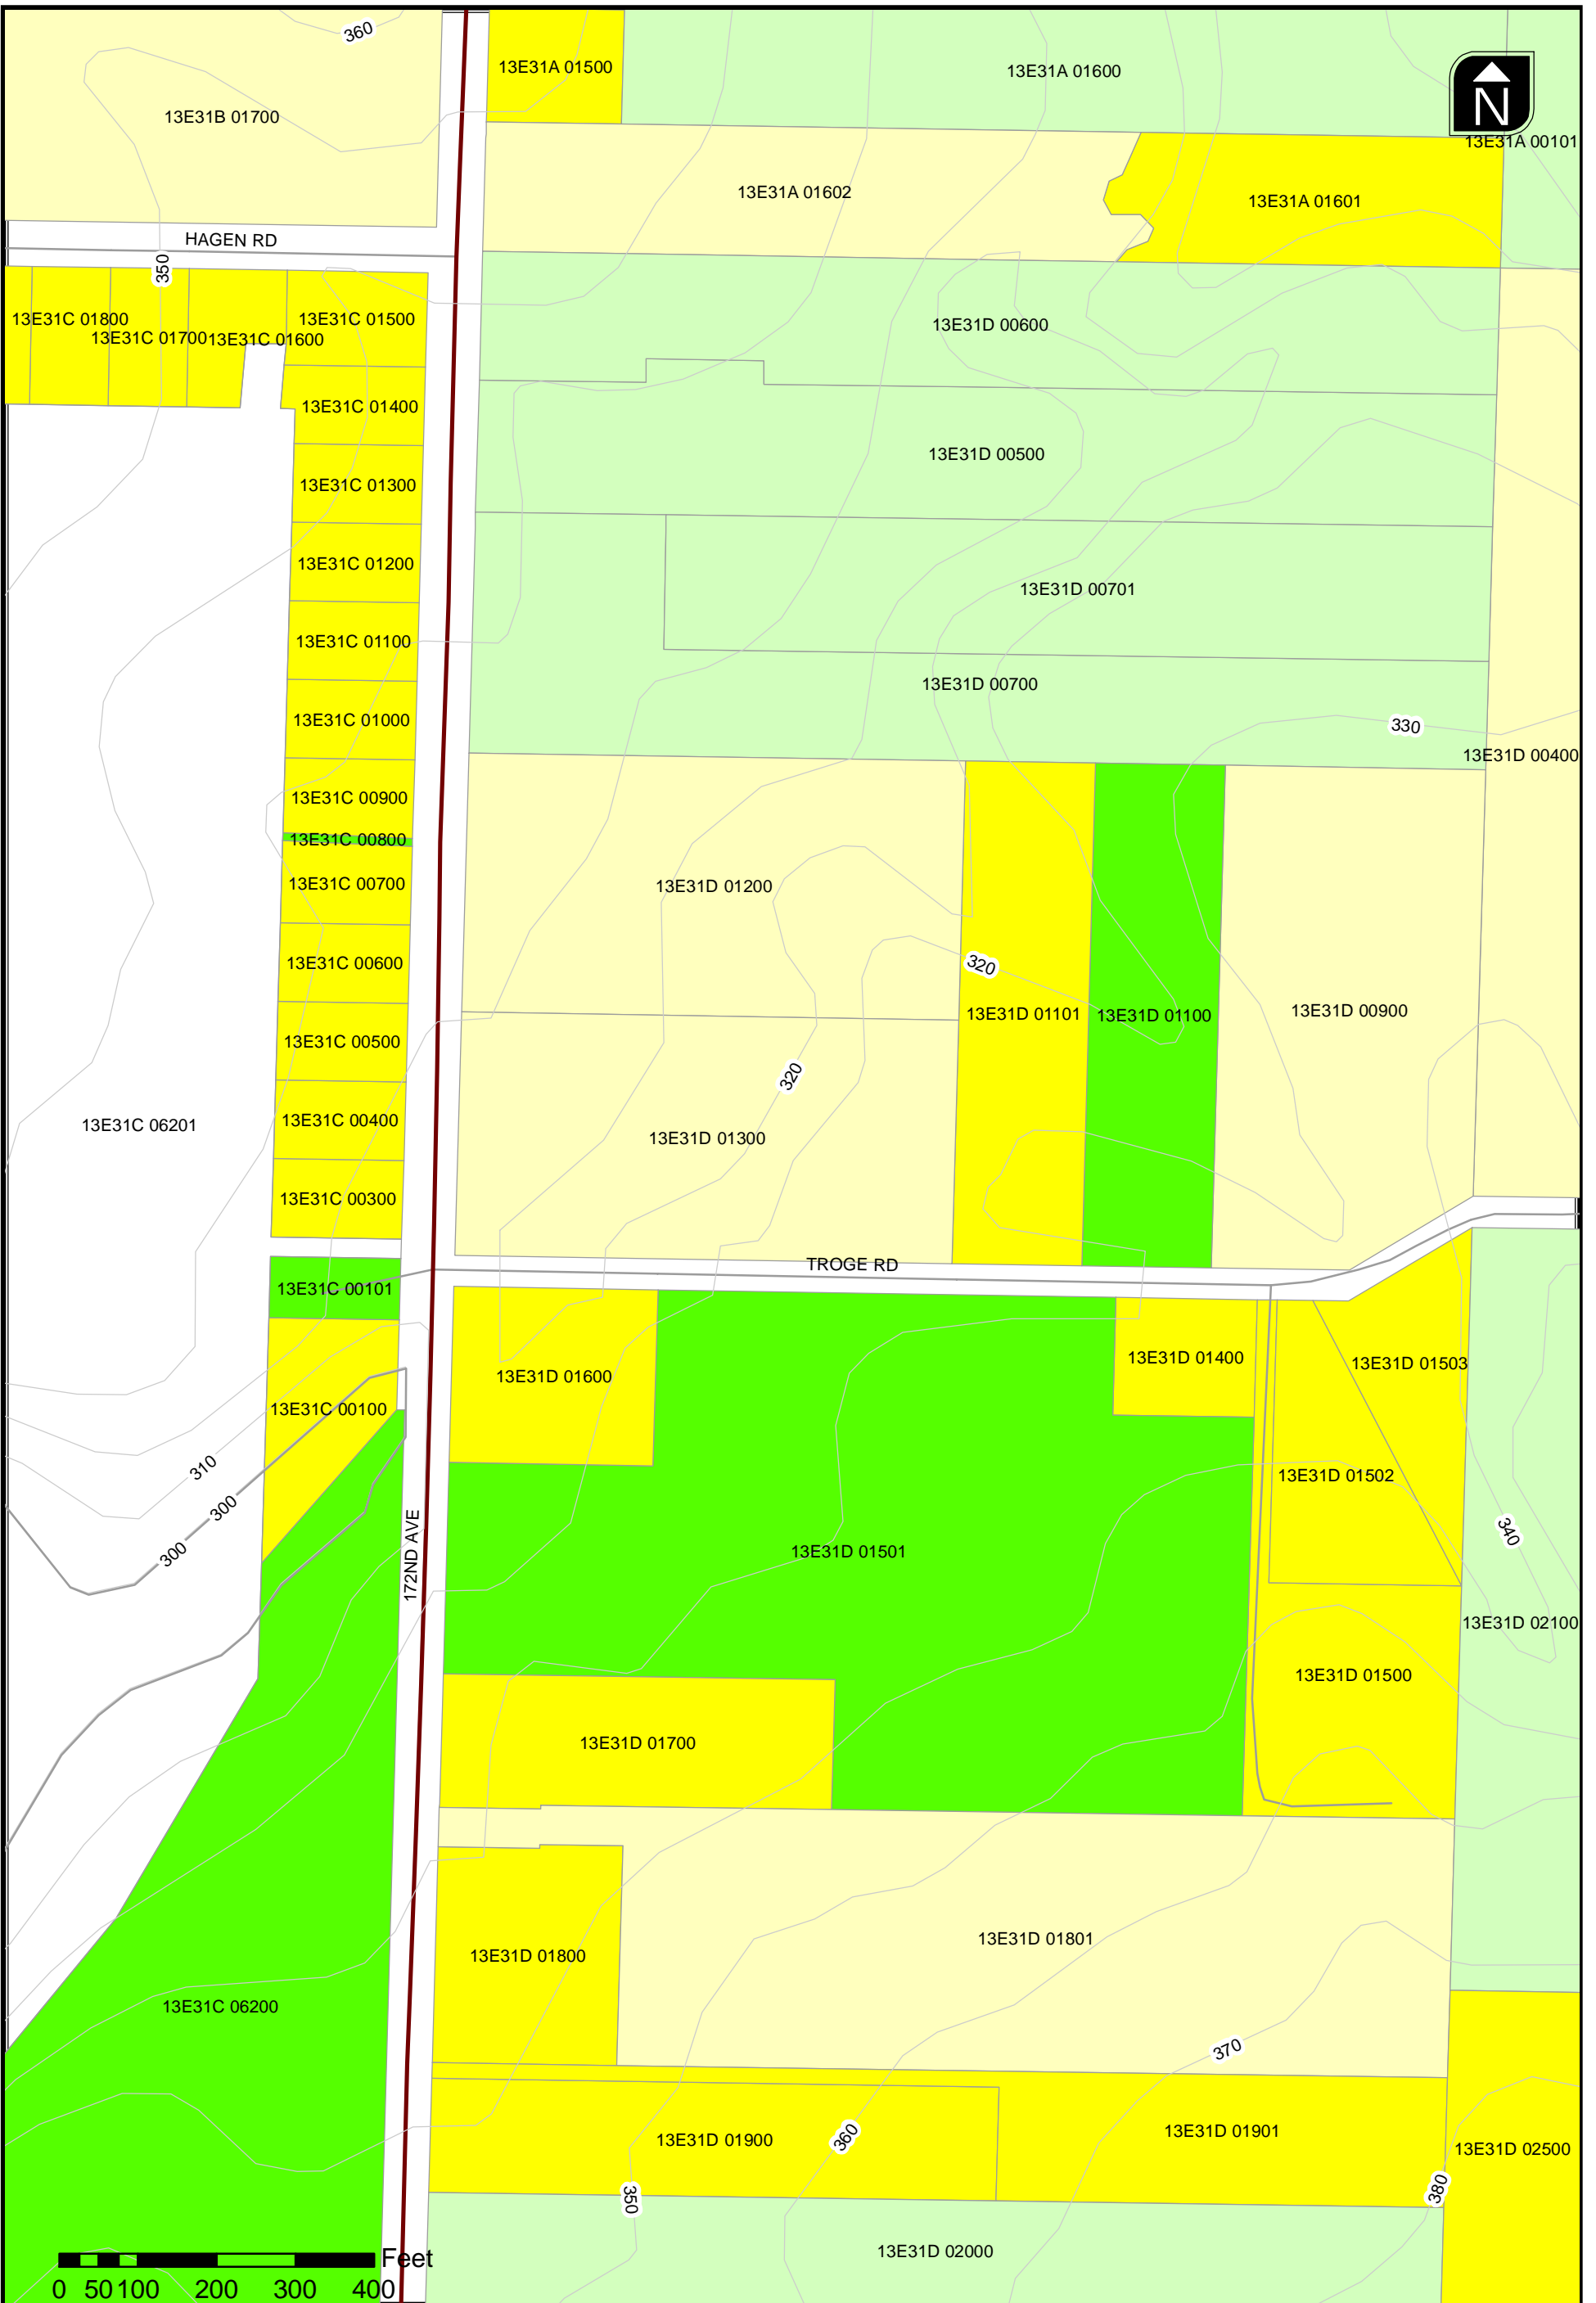 360
13E31A 01500
13E31A 01600
N
13E31B 01700
13E31A 00101
13E31A 01602
13E31A 01601
HAGEN RD
350
13E31C 01800
13E31C 01700
13E31C 01600
13E31C 01500
13E31D 00600
13E31C 01400
13E31D 00500
13E31C 01300
13E31C 01200
13E31D 00701
13E31C 01100
13E31D 00700
13E31C 01000
330
13E31D 00400
13E31C 00900
13E31C 00800
13E31C 00700
13E31D 01200
13E31C 00600
320
13E31D 01101
13E31D 01100
13E31D 00900
13E31C 00500
320
13E31C 06201
13E31C 00400
13E31D 01300
13E31C 00300
TROGE RD
13E31C 00101
13E31D 01600
13E31D 01400
13E31D 01503
13E31C 00100
310
13E31D 01502
300
300
172ND AVE
13E31D 01501
340
13E31D 02100
13E31D 01500
13E31D 01700
13E31D 01801
13E31D 01800
13E31C 06200
370
13E31D 01900
360
13E31D 01901
13E31D 02500
350
380
13E31D 02000
Feet
0 50 100 200 300 400